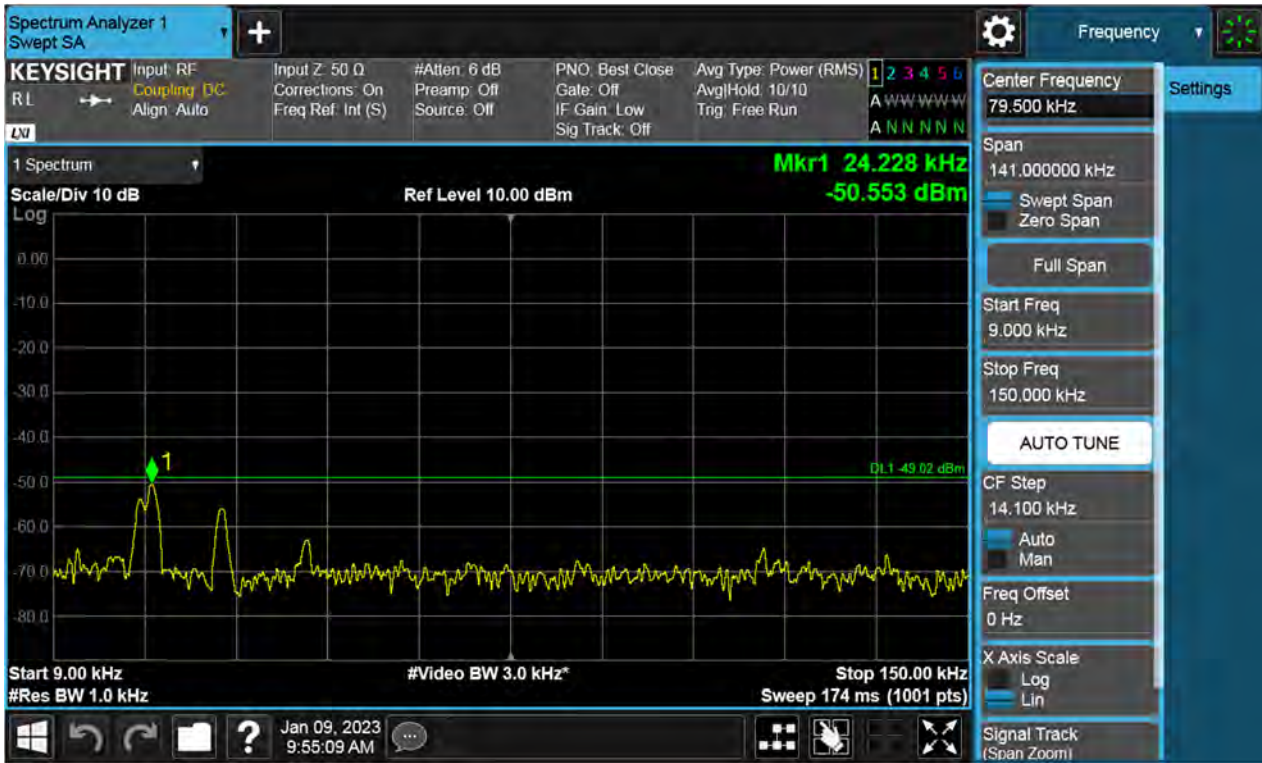 Spectrum Analyzer 1
Swept SA
+
Frequency
KEYSIGHT
RL
LXI
Input: RF
Coupling: DC
Align: Auto
Input Z: 50 Ω
Corrections: On
Freq Ref: Int (S)
#Atten: 6 dB
Preamp: Off
Source: Off
PNO: Best Close
Gate: Off
IF Gain: Low
Sig Track: Off
Avg Type: Power (RMS)
Avg|Hold: 10/10
Trig: Free Run
1 2 3 4 5 6
A W W W W W
A N N N N N
1 Spectrum
Mkr1 24.228 kHz
Scale/Div 10 dB
Ref Level 10.00 dBm
-50.553 dBm
Log
0.00
-10.0
-20.0
-30.0
-40.0
-50.0
-60.0
-70.0
-80.0
1
DL1 -49.02 dBm
Start 9.00 kHz
#Video BW 3.0 kHz*
Stop 150.00 kHz
#Res BW 1.0 kHz
Sweep 174 ms (1001 pts)
?
Jan 09, 2023
9:55:09 AM
Center Frequency
79.500 kHz
Settings
Span
141.000000 kHz
Swept Span
Zero Span
Full Span
Start Freq
9.000 kHz
Stop Freq
150.000 kHz
AUTO TUNE
CF Step
14.100 kHz
Auto
Man
Freq Offset
0 Hz
X Axis Scale
Log
Lin
Signal Track
(Span Zoom)